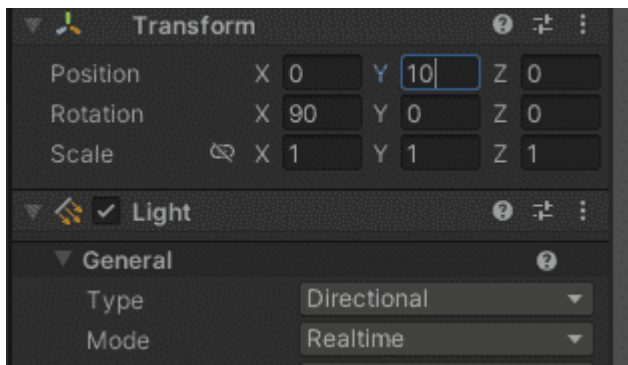 Transform
Position X 0 Y 10 Z 0
Rotation X 90 Y 0 Z 0
Scale X 1 Y 1 Z 1
Light
General
Type Directional
Mode Realtime